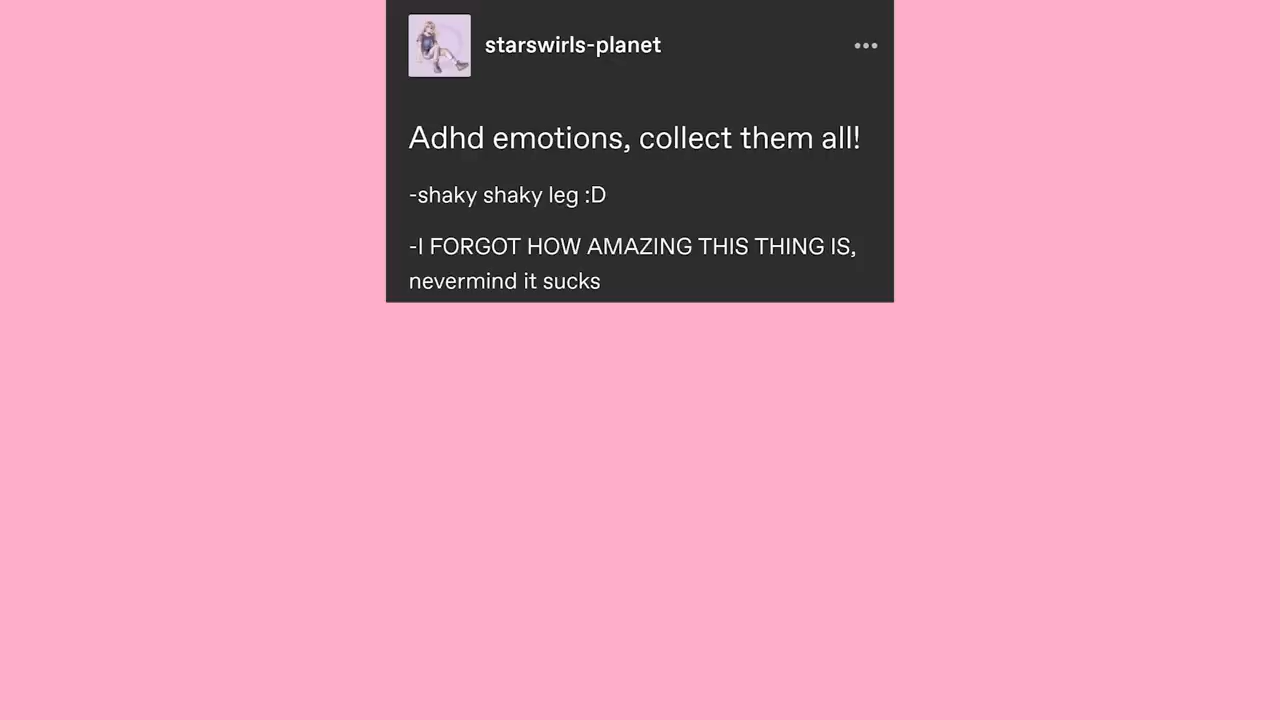 starswirls-planet
Adhd emotions, collect them all!
-shaky shaky leg :D
-I FORGOT HOW AMAZING THIS THING IS,
nevermind it sucks